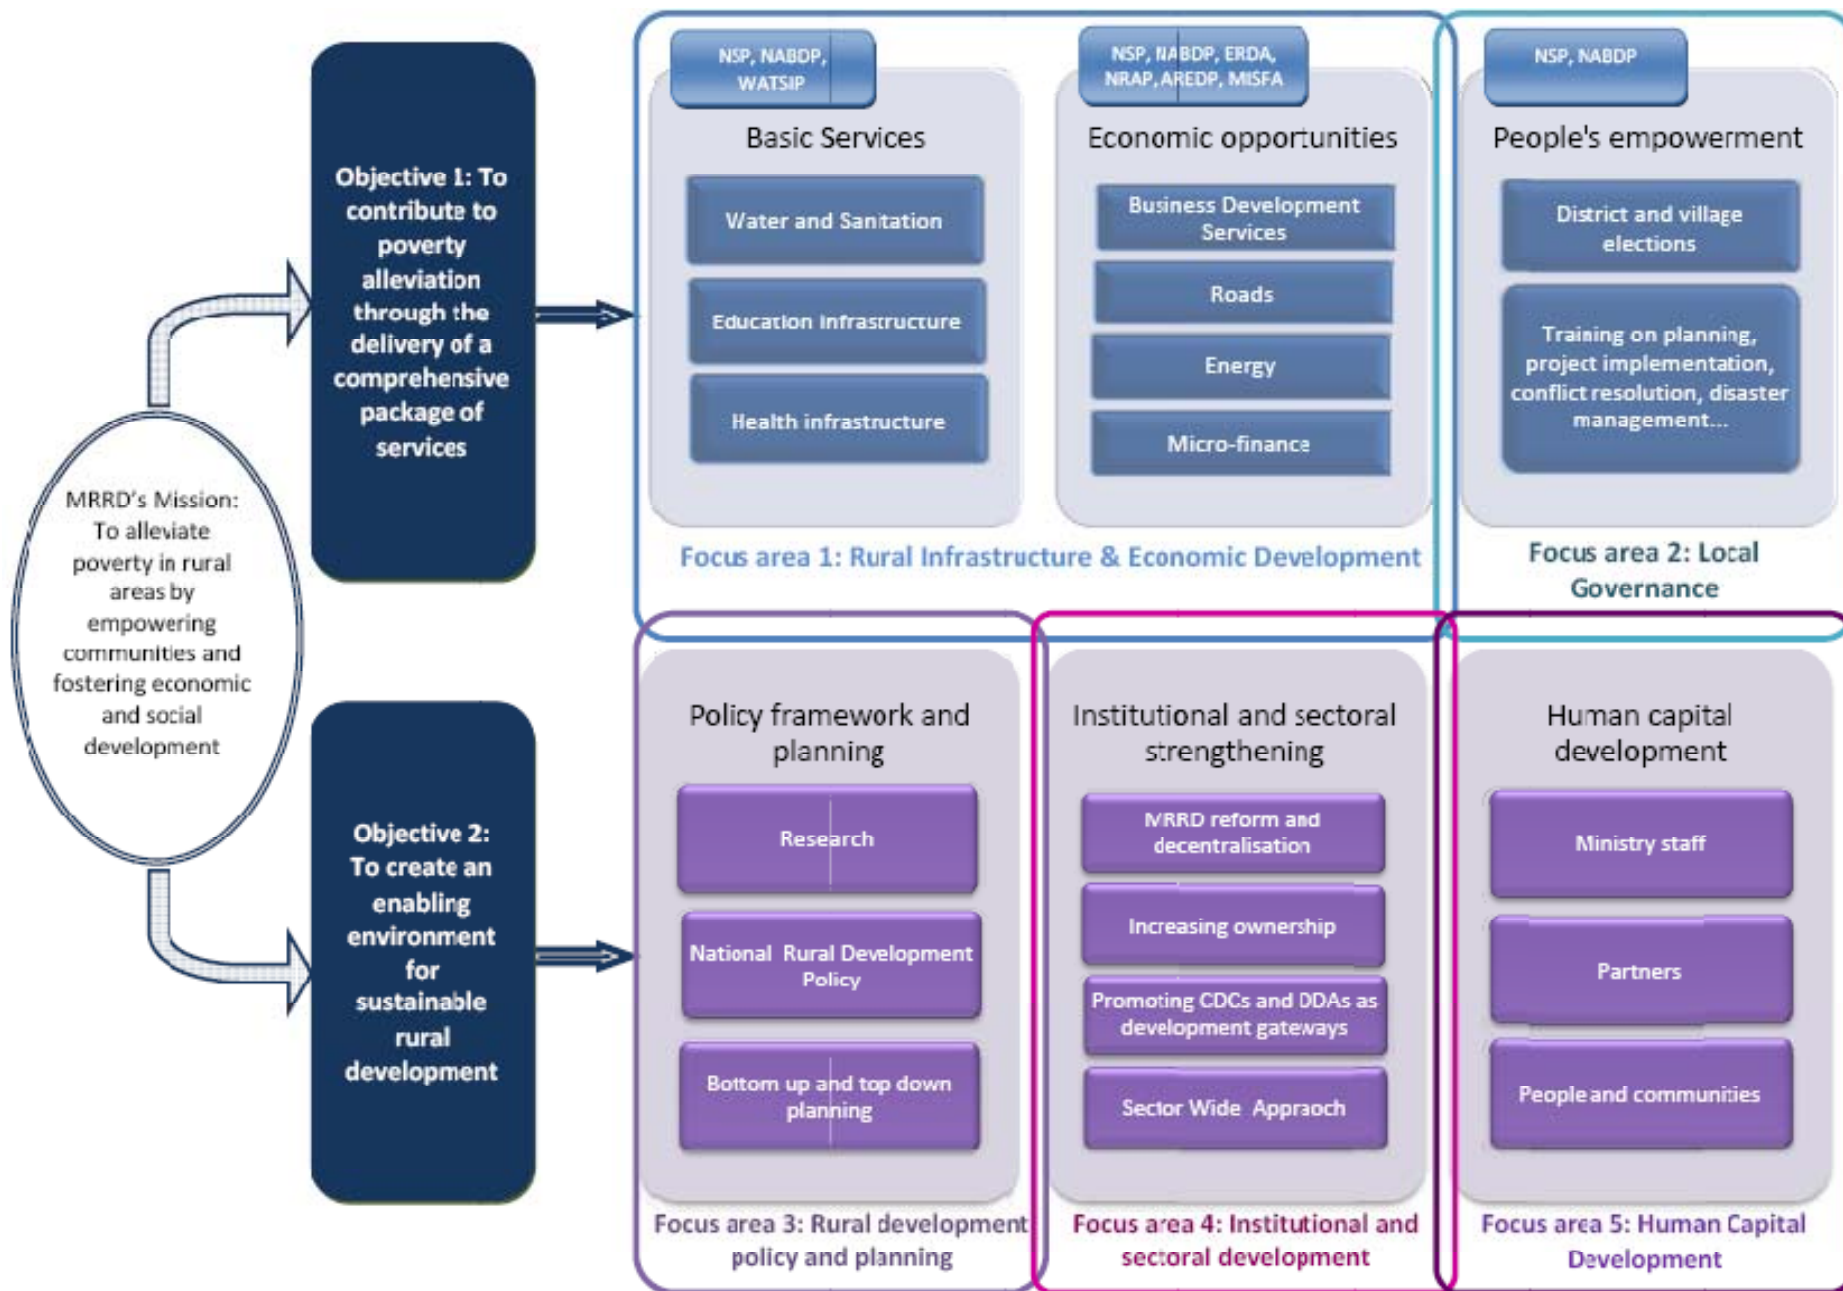 MRRD's Mission:
To alleviate
poverty in rural
areas by
empowering
communities and
fostering economic
and social
development
Objective 1: To
contribute to
poverty
alleviation
through the
delivery of a
comprehensive
package of
services
NSP, NABDP,
WATSIP
Basic Services
Water and Sanitation
Education infrastructure
Health infrastructure
NSP, NABDP, ERDA,
NRAP, AREDP, MISFA
Economic opportunities
Business Development
Services
Roads
Energy
Micro-finance
Focus area 1: Rural Infrastructure & Economic Development
NSP, NABDP
People's empowerment
District and village
elections
Training on planning,
project implementation,
conflict resolution, disaster
management...
Focus area 2: Local
Governance
Objective 2:
To create an
enabling
environment
for
sustainable
rural
development
Policy framework and
planning
Research
National Rural Development
Policy
Bottom up and top down
planning
Focus area 3: Rural development
policy and planning
Institutional and sectoral
strengthening
MRRD reform and
decentralisation
Increasing ownership
Promoting CDCs and DDAs as
development gateways
Sector Wide Appraoch
Focus area 4: Institutional and
sectoral development
Human capital
development
Ministry staff
Partners
People and communities
Focus area 5: Human Capital
Development